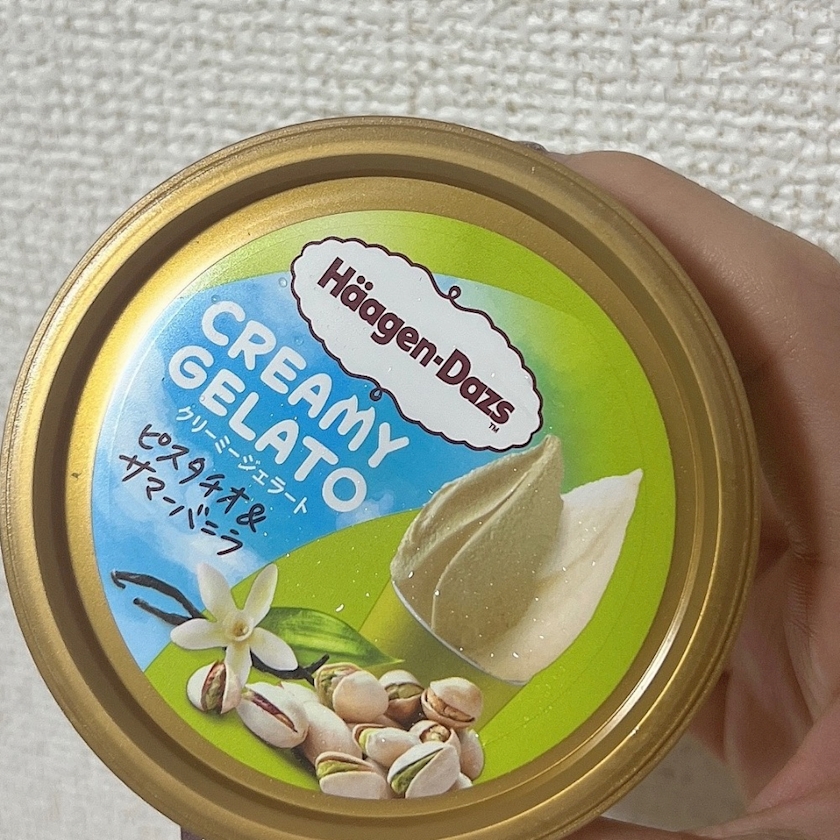 Häagen-Dazs
TM
CREAMY
GELATO
クリーミージェラート
ピスタチオ&
サマーバニラ